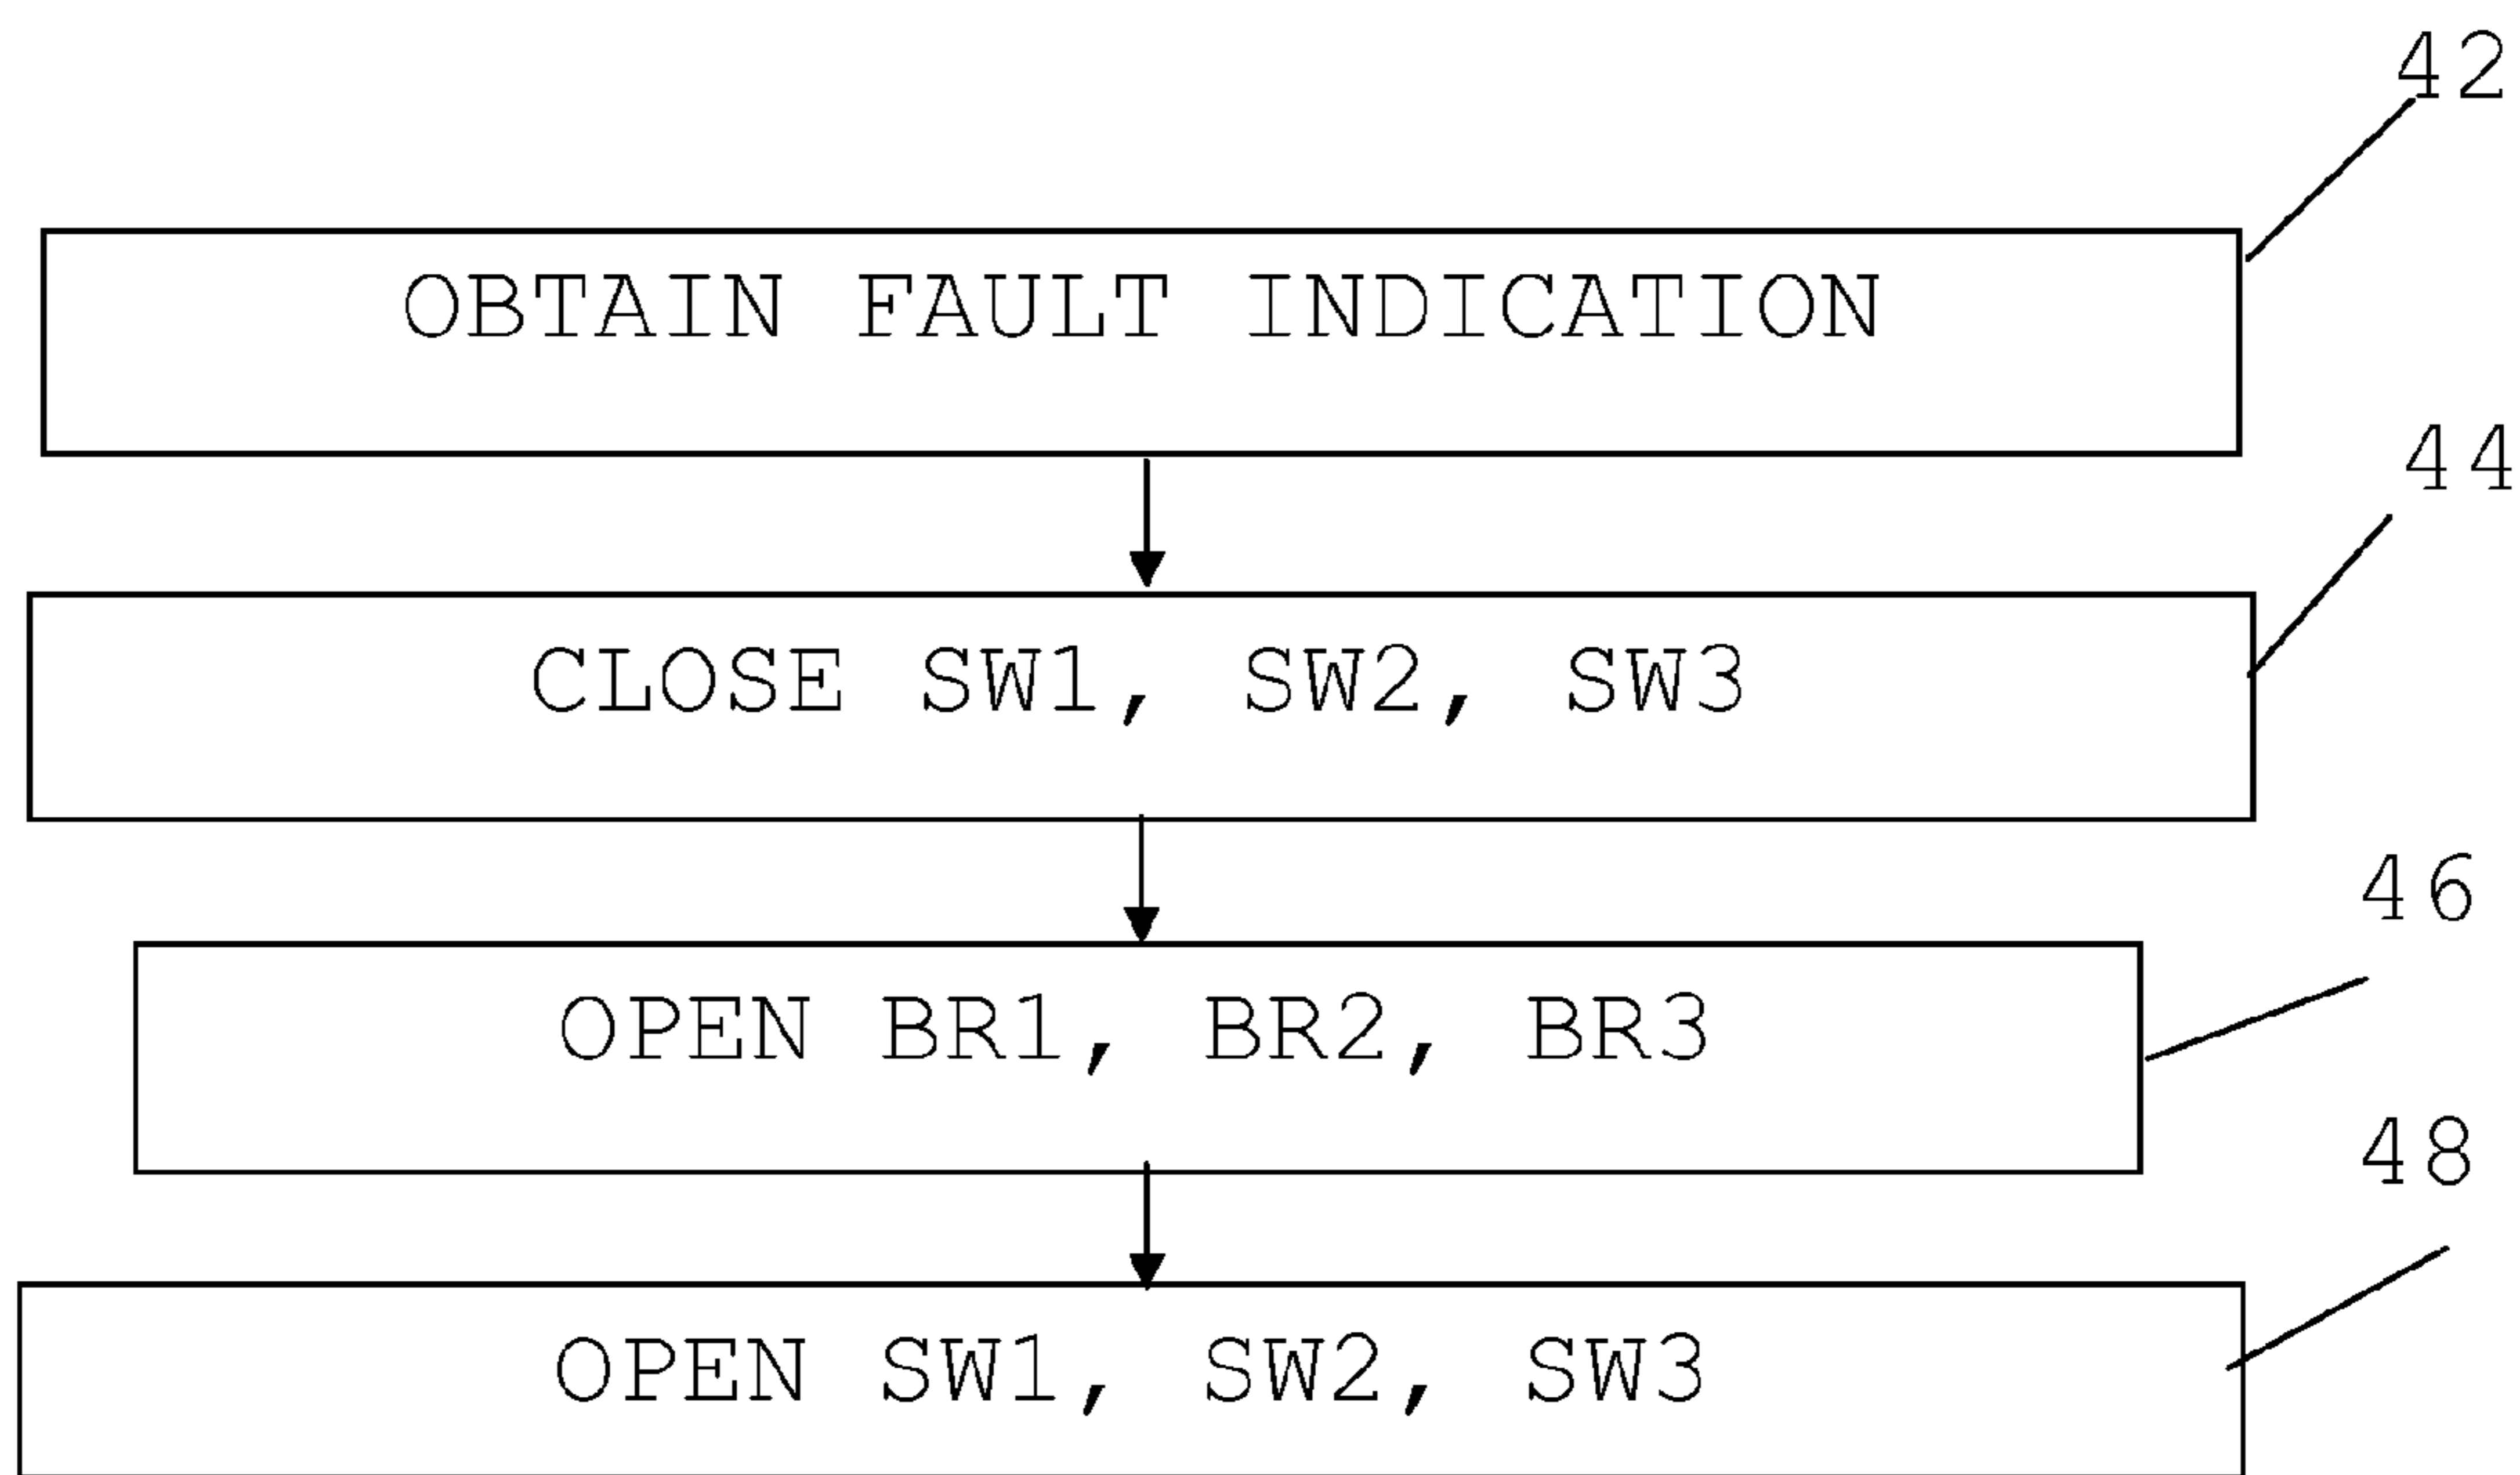 42
OBTAIN FAULT INDICATION
44
CLOSE SW1, SW2, SW3
46
OPEN BR1, BR2, BR3
48
OPEN SW1, SW2, SW3